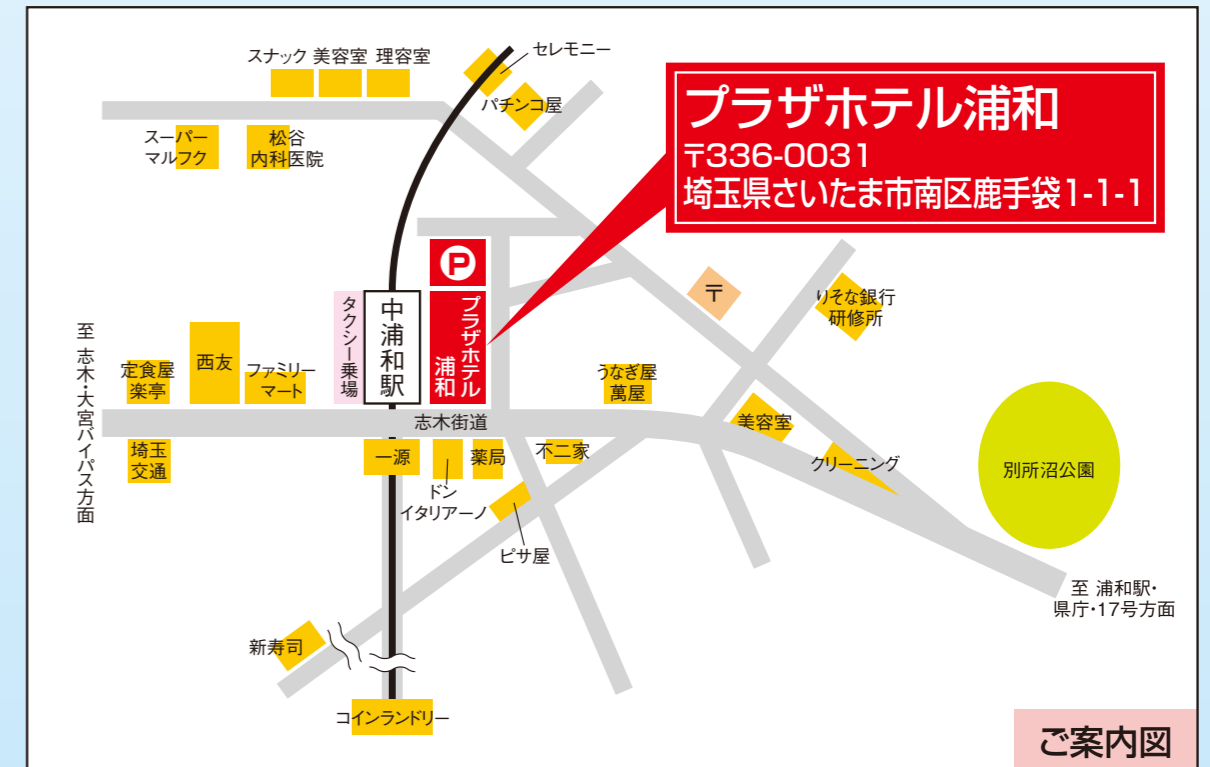 スナック
美容室
理容室
セレモニー
パチンコ屋
スーパー
マルフク
松谷
内科医院
プラザホテル浦和
〒336-0031
埼玉県さいたま市南区鹿手袋1-1-1
P
プラザホテル
浦和
中浦和駅
タクシー乗場
〒
りそな銀行
研修所
至 志木・大宮バイパス方面
定食屋
楽亭
西友
ファミリー
マート
うなぎ屋
萬屋
志木街道
美容室
埼玉
交通
一源
ドン
イタリアーノ
薬局
不二家
クリーニング
別所沼公園
ピサ屋
至 浦和駅・
県庁・17号方面
新寿司
コインランドリー
ご案内図